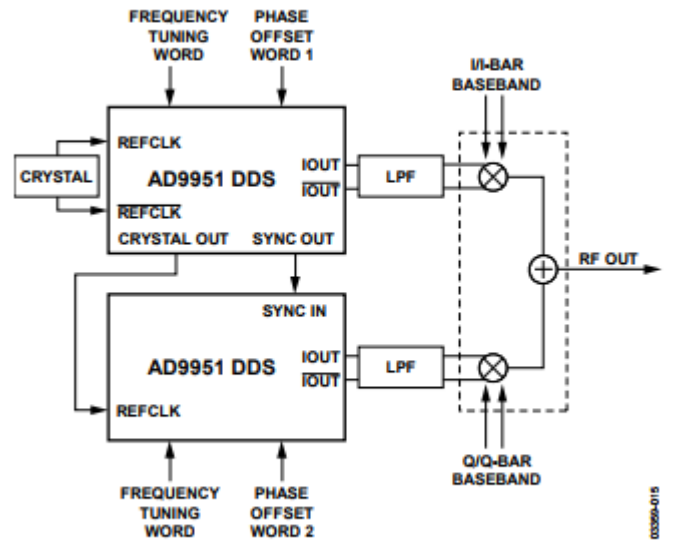 FREQUENCY
TUNING
WORD
PHASE
OFFSET
WORD 1
I/I-BAR
BASEBAND
REFCLK
CRYSTAL
AD9951 DDS
IOUT
IOUT
LPF
REFCLK
CRYSTAL OUT
SYNC OUT
RF OUT
SYNC IN
AD9951 DDS
IOUT
IOUT
LPF
REFCLK
Q/Q-BAR
BASEBAND
FREQUENCY
TUNING
WORD
PHASE
OFFSET
WORD 2
03359-015